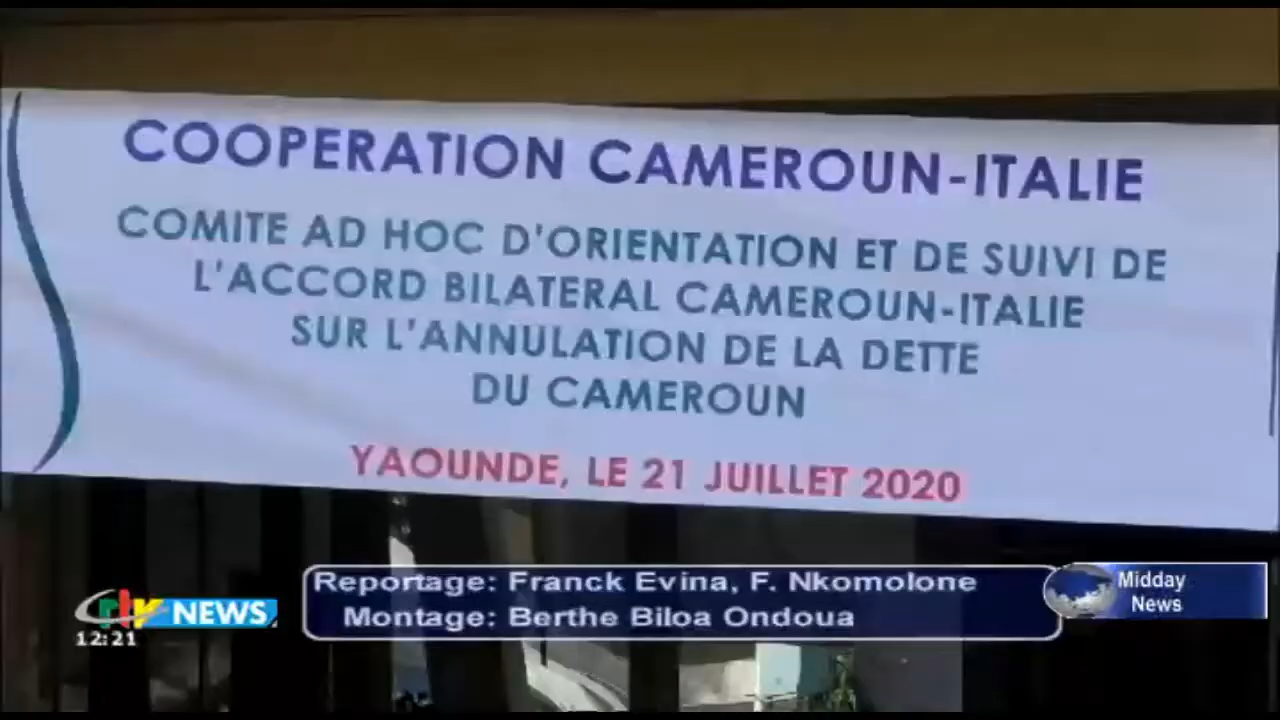 COOPERATION CAMEROUN-ITALIE
COMITE AD HOC D'ORIENTATION ET DE SUIVI DE
L'ACCORD BILATERAL CAMEROUN-ITALIE
SUR L'ANNULATION DE LA DETTE
DU CAMEROUN
YAOUNDE, LE 21 JUILLET 2020
Reportage: Franck Evina, F. Nkomolone
Montage: Berthe Biloa Ondoua
Midday
News
crtv NEWS
12:21